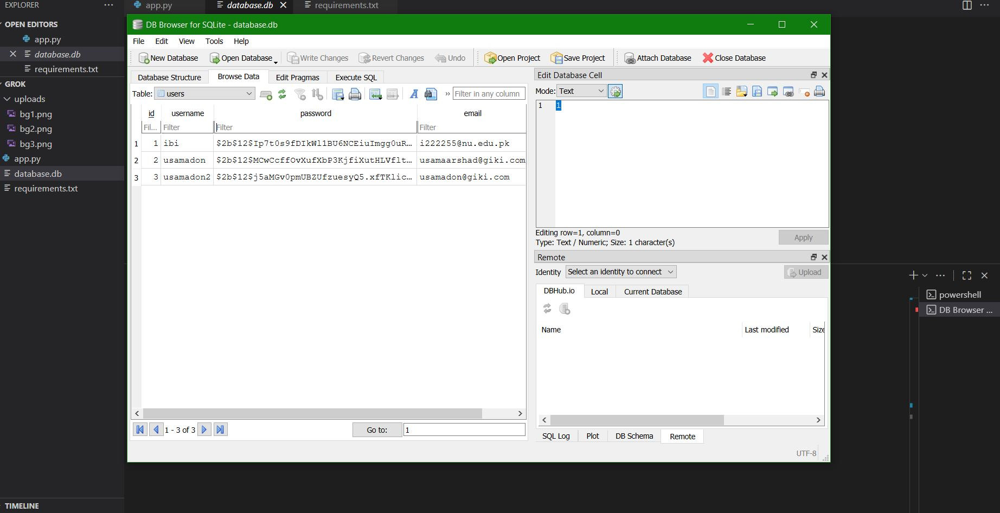 EXPLORER
OPEN EDITORS
app.py
database.db
requirements.txt
GROK
uploads
bg1.png
bg2.png
bg3.png
app.py
database.db
requirements.txt
TIMELINE
app.py database.db requirements.txt
DB Browser for SQLite - database.db
File Edit View Tools Help
New Database Open Database Write Changes Revert Changes Undo Open Project Save Project Attach Database Close Database
Database Structure Browse Data Edit Pragmas Execute SQL
Table: users Filter in any column
id username password email
Fil... Filter Filter Filter
1 1 ibi $2b$12$Ip7t0s9fDIkWl1BU6NCEiuImgg0uR... i222255@nu.edu.pk
2 2 usamadon $2b$12$MCwCcffOvXufXbP3KjfiXutHLVflt... usamaarshad@giki.com
3 3 usamadon2 $2b$12$j5aMGv0pmUBZUfzuesyQ5.xfTKlic... usamadon@giki.com
1 - 3 of 3 Go to: 1
Edit Database Cell
Mode: Text
1 1
Editing row=1, column=0
Type: Text / Numeric; Size: 1 character(s)
Apply
Remote
Identity Select an identity to connect Upload
DBHub.io Local Current Database
Name Last modified Size
SQL Log Plot DB Schema Remote
UTF-8
powershell
DB Browser ...